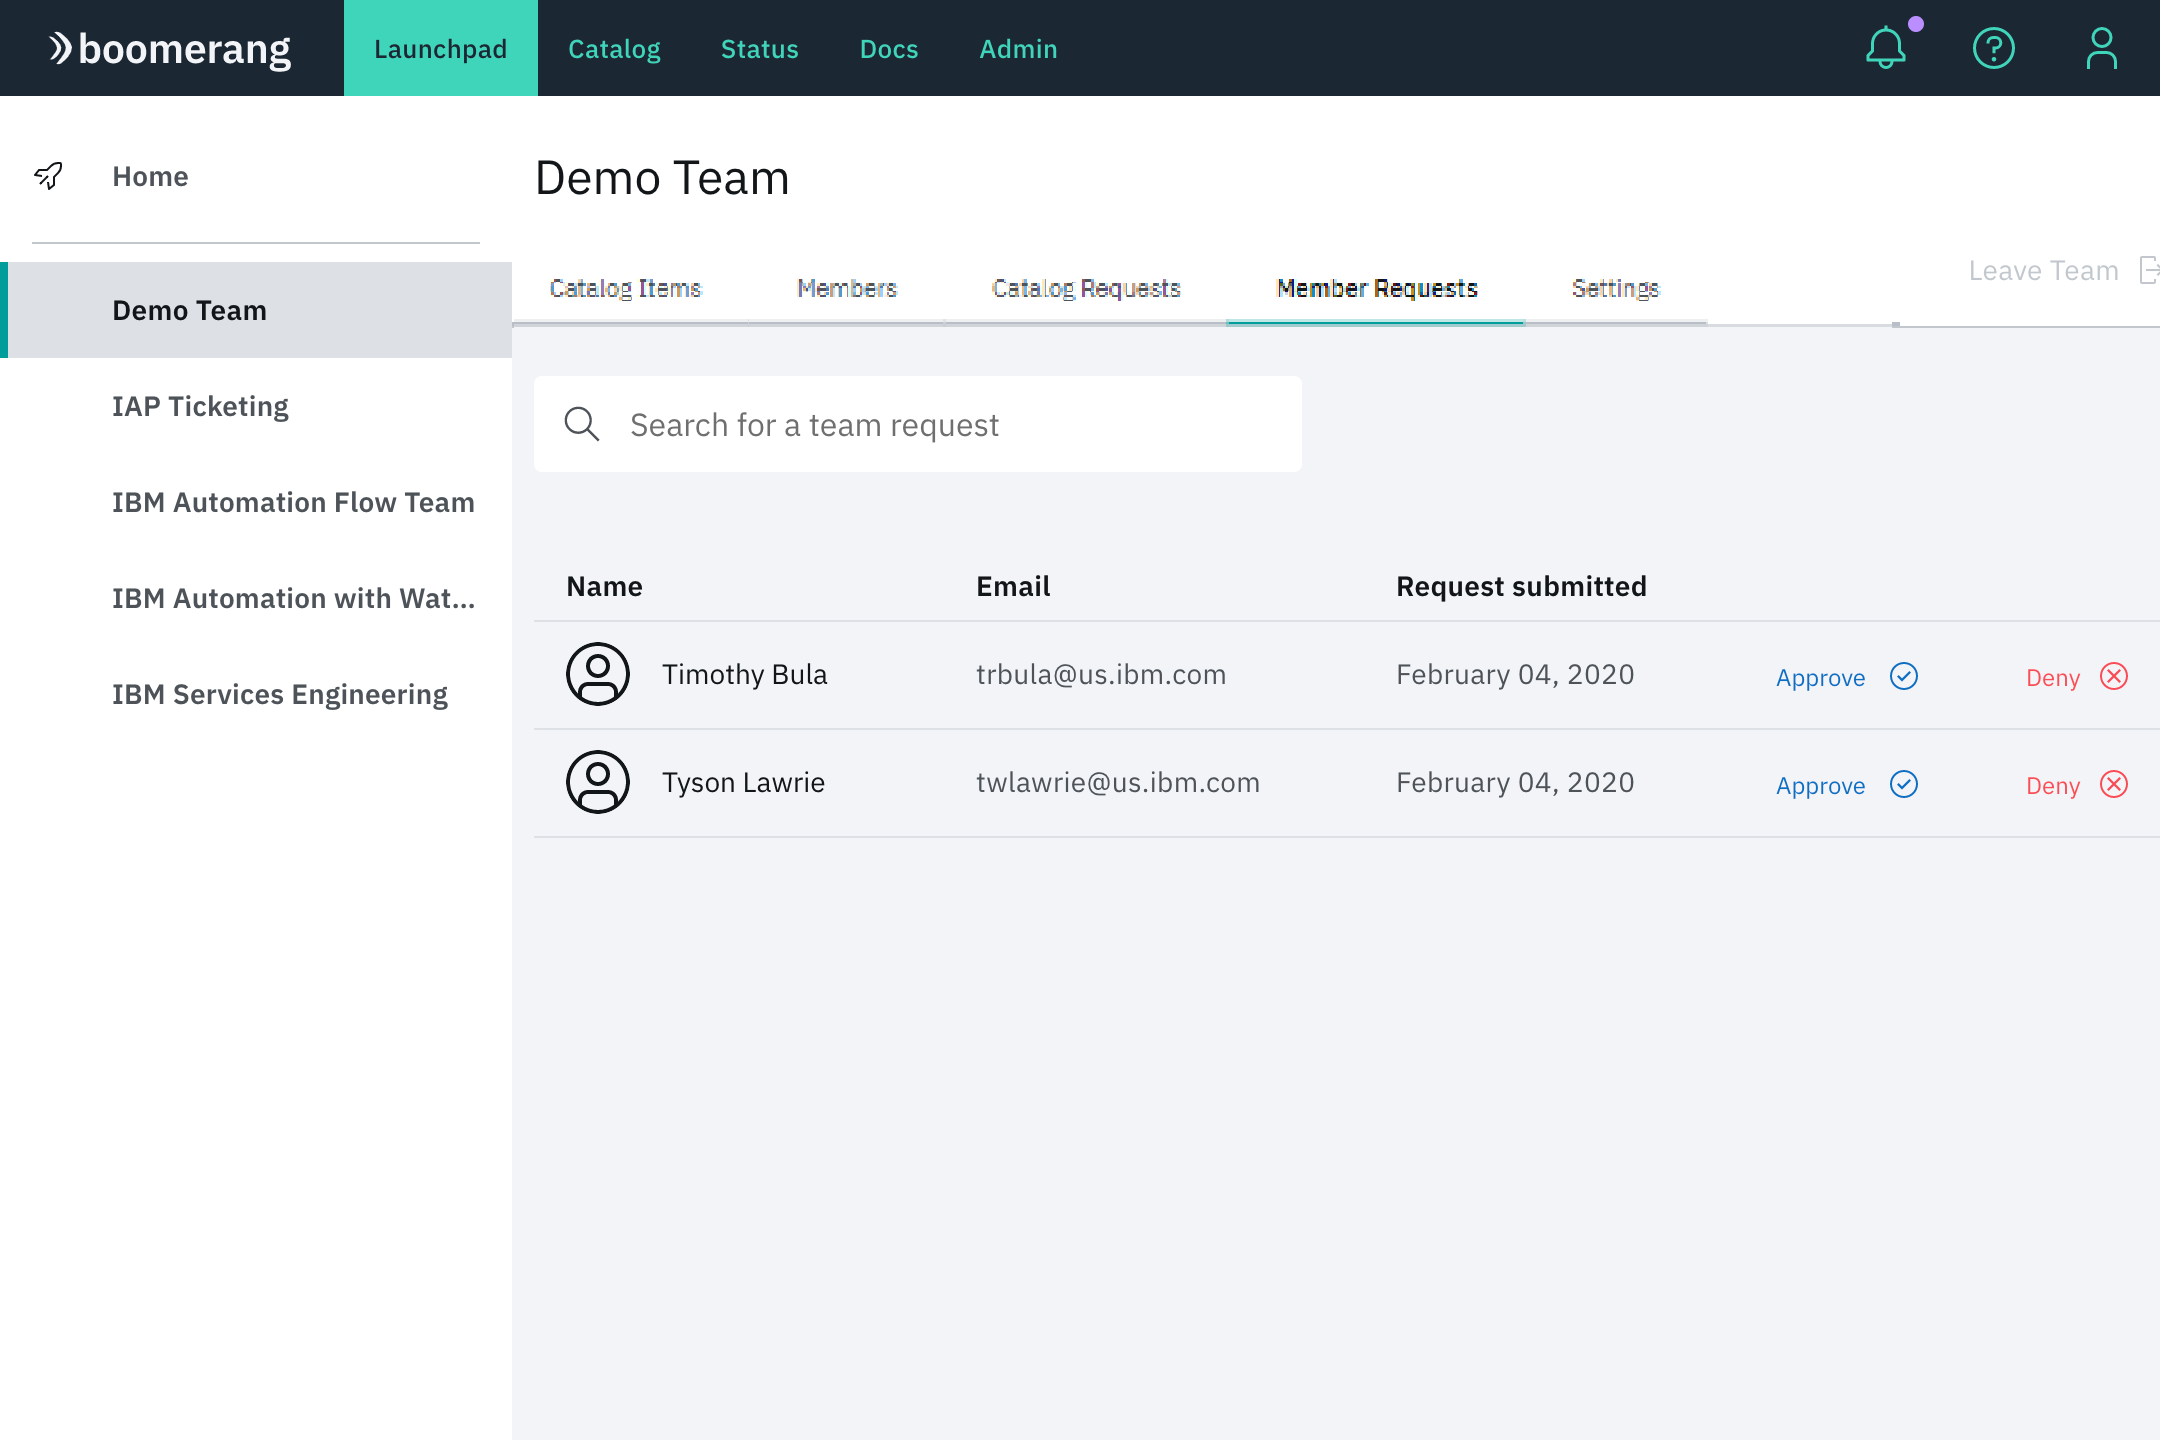 boomerang Launchpad Catalog Status Docs Admin
Home
Demo Team
IAP Ticketing
IBM Automation Flow Team
IBM Automation with Wat...
IBM Services Engineering
Demo Team
Catalog Items Members Catalog Requests Member Requests Settings Leave Team
Search for a team request
Name Email Request submitted
Timothy Bula trbula@us.ibm.com February 04, 2020 Approve Deny
Tyson Lawrie twlawrie@us.ibm.com February 04, 2020 Approve Deny